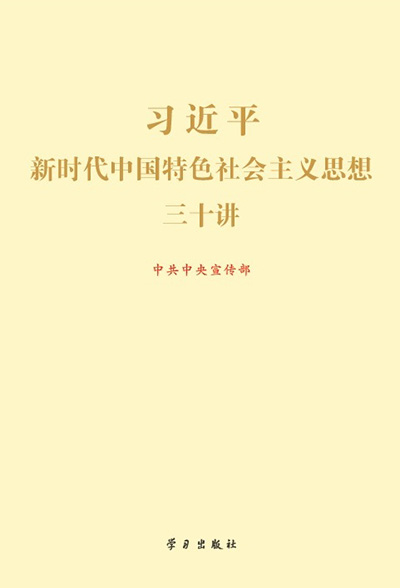 习近平
新时代中国特色社会主义思想
三十讲
中共中央宣传部
学习出版社